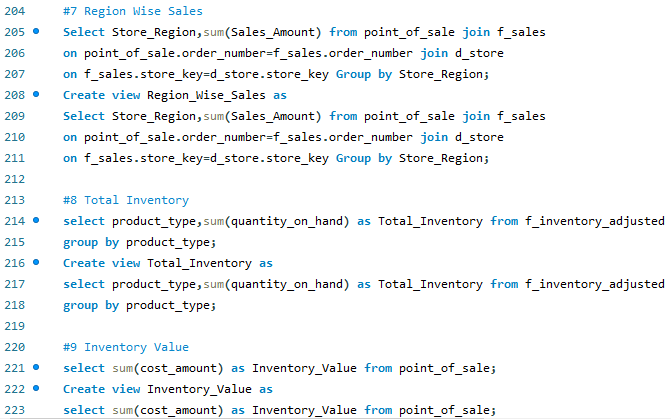 204 #7 Region Wise Sales
205 Select Store_Region,sum(Sales_Amount) from point_of_sale join f_sales
206 on point_of_sale.order_number=f_sales.order_number join d_store
207 on f_sales.store_key=d_store.store_key Group by Store_Region;
208 Create view Region_Wise_Sales as
209 Select Store_Region,sum(Sales_Amount) from point_of_sale join f_sales
210 on point_of_sale.order_number=f_sales.order_number join d_store
211 on f_sales.store_key=d_store.store_key Group by Store_Region;
212
213 #8 Total Inventory
214 select product_type,sum(quantity_on_hand) as Total_Inventory from f_inventory_adjusted
215 group by product_type;
216 Create view Total_Inventory as
217 select product_type,sum(quantity_on_hand) as Total_Inventory from f_inventory_adjusted
218 group by product_type;
219
220 #9 Inventory Value
221 select sum(cost_amount) as Inventory_Value from point_of_sale;
222 Create view Inventory_Value as
223 select sum(cost_amount) as Inventory_Value from point_of_sale;